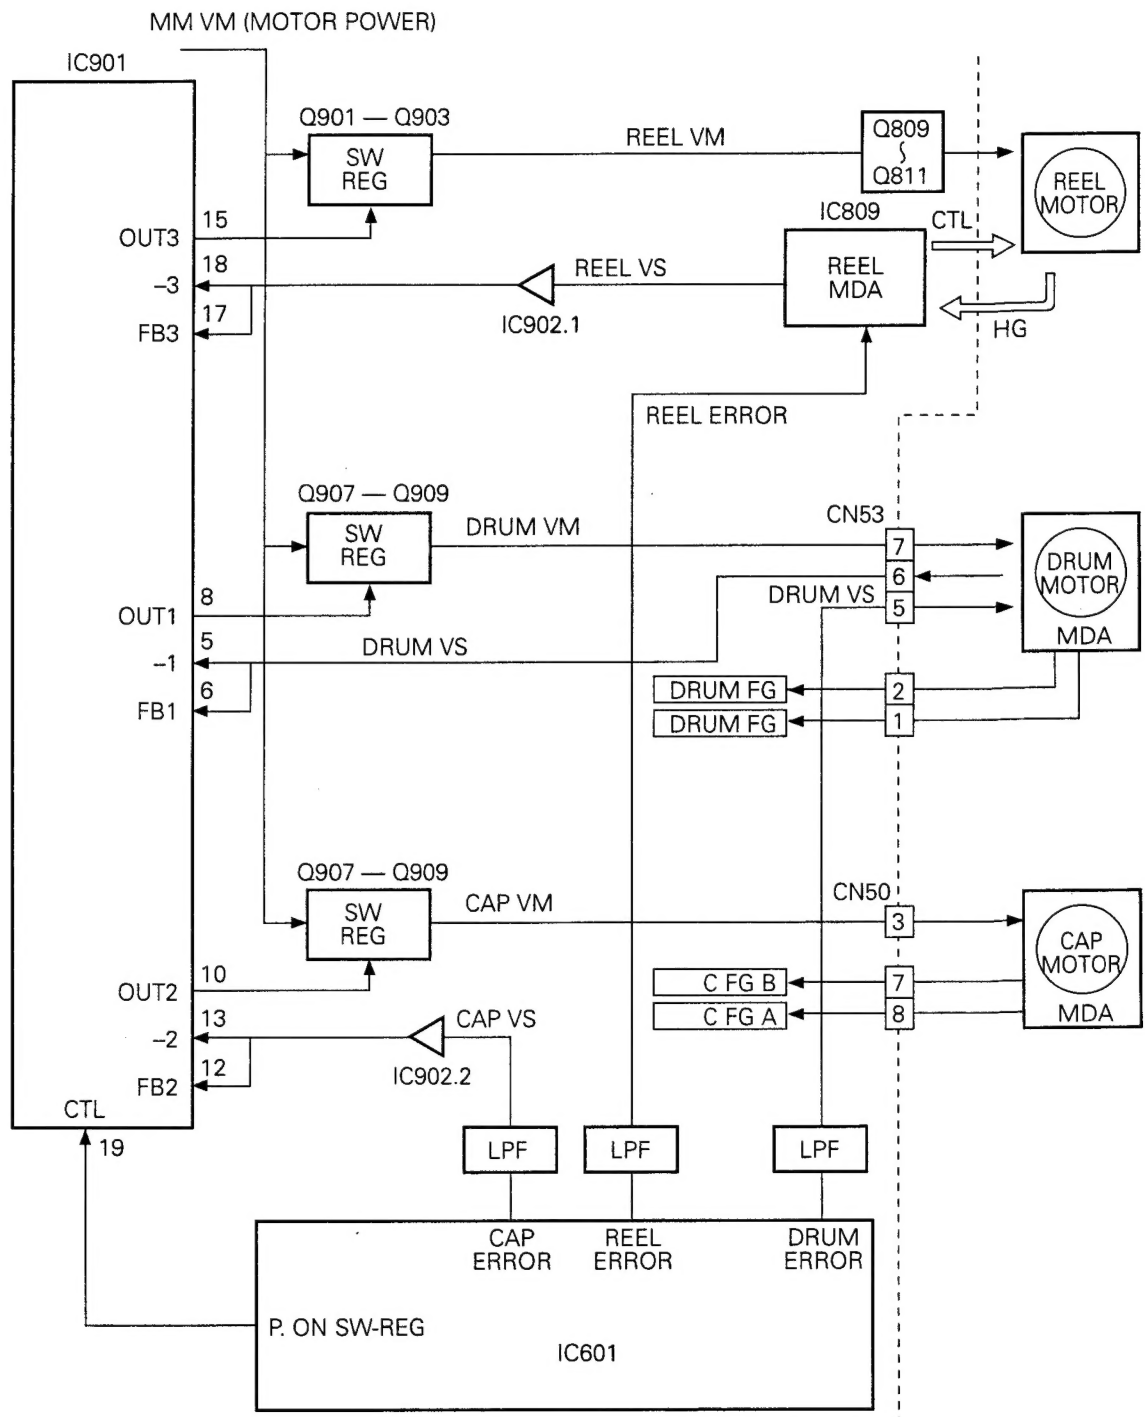 MM VM (MOTOR POWER)
IC901
Q901 — Q903
SW
REG
REEL VM
Q809
Q811
REEL
MOTOR
OUT3
15
–3
18
FB3
17
REEL VS
IC902.1
IC809
REEL
MDA
CTL
HG
REEL ERROR
Q907 — Q909
SW
REG
DRUM VM
CN53
7
6
DRUM VS
5
DRUM
MOTOR
MDA
OUT1
8
–1
5
FB1
6
DRUM VS
DRUM FG
2
DRUM FG
1
Q907 — Q909
SW
REG
CAP VM
CN50
3
CAP
MOTOR
MDA
C FG B
7
C FG A
8
OUT2
10
–2
13
FB2
12
CAP VS
IC902.2
CTL
19
LPF
LPF
LPF
CAP
ERROR
REEL
ERROR
DRUM
ERROR
P. ON SW-REG
IC601